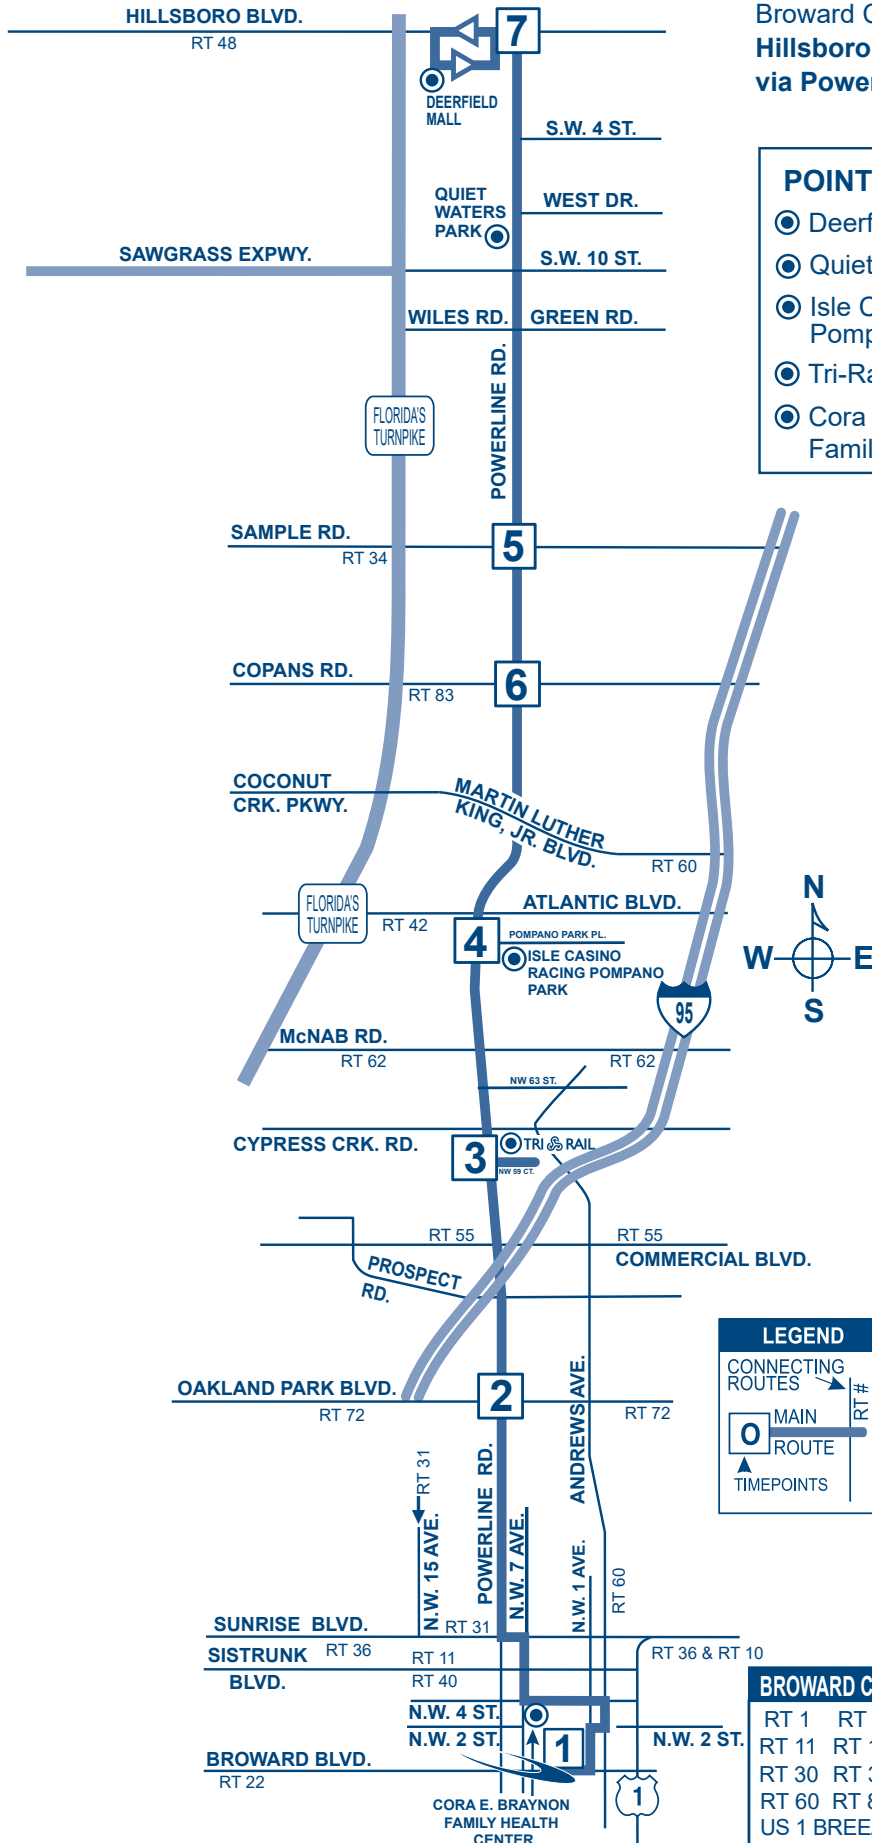 HILLSBORO BLVD.
RT 48
7
DEERFIELD
MALL
S.W. 4 ST.
QUIET
WATERS
PARK
WEST DR.
SAWGRASS EXPWY.
S.W. 10 ST.
WILES RD.
GREEN RD.
POWERLINE RD.
FLORIDA'S
TURNPIKE
SAMPLE RD.
RT 34
5
COPANS RD.
RT 83
6
COCONUT
CRK. PKWY.
MARTIN LUTHER
KING, JR. BLVD.
RT 60
FLORIDA'S
TURNPIKE
ATLANTIC BLVD.
RT 42
4
POMPANO PARK PL.
ISLE CASINO
RACING POMPANO
PARK
N
W
E
S
95
McNAB RD.
RT 62
RT 62
NW 63 ST.
CYPRESS CRK. RD.
TRI RAIL
3
NW 59 CT.
RT 55
RT 55
COMMERCIAL BLVD.
PROSPECT
RD.
OAKLAND PARK BLVD.
RT 72
2
RT 72
ANDREWS AVE.
RT 31
N.W. 15 AVE.
POWERLINE RD.
N.W. 7 AVE.
N.W. 1 AVE.
RT 60
SUNRISE BLVD.
RT 31
RT 36
RT 36 & RT 10
SISTRUNK
BLVD.
RT 11
RT 40
N.W. 4 ST.
N.W. 2 ST.
N.W. 2 ST.
1
BROWARD BLVD.
RT 22
1
CORA E. BRAYNON
FAMILY HEALTH
CENTER
Broward
Hillsboro
via
POINT
Deerf
Quiet
Isle C
Pomp
Tri-Ra
Cora
Famil
LEGEND
CONNECTING
ROUTES
RT #
O
MAIN
ROUTE
TIMEPOINTS
BROWARD C
RT 1 RT
RT 11 RT
RT 30 RT
RT 60 RT
US 1 BREE